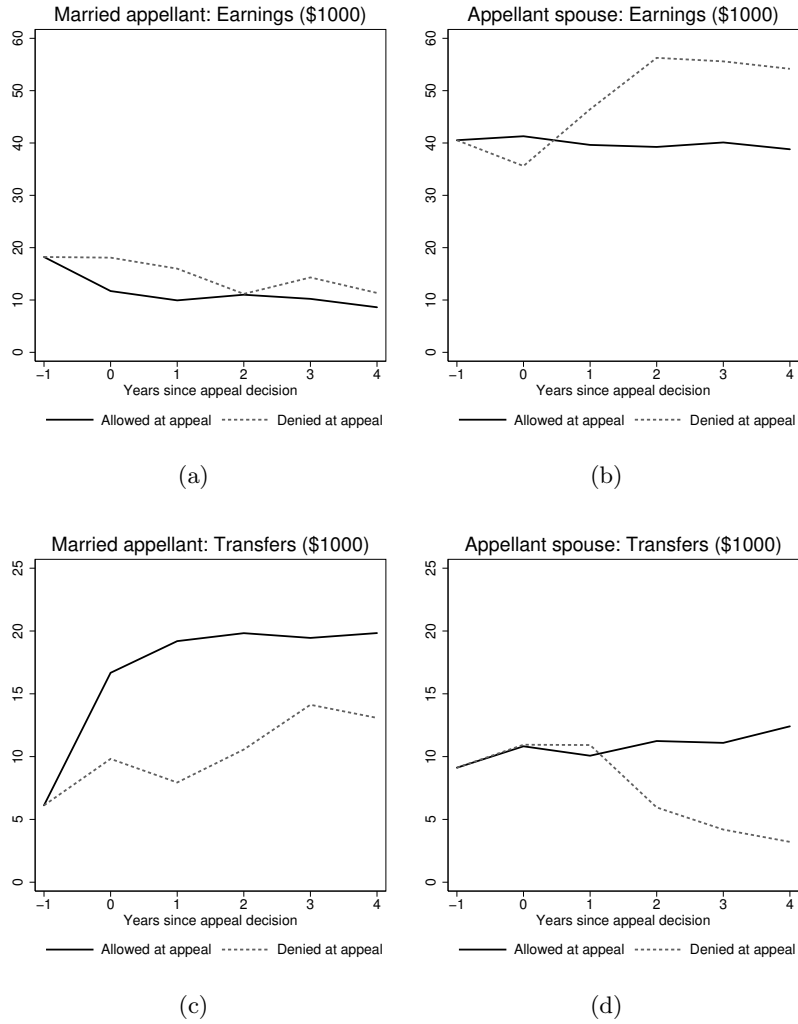 Married appellant: Earnings ($1000)
60
50
40
30
20
10
0
−1 0 1 2 3 4
Years since appeal decision
Allowed at appeal Denied at appeal
(a)
Appellant spouse: Earnings ($1000)
60
50
40
30
20
10
0
−1 0 1 2 3 4
Years since appeal decision
Allowed at appeal Denied at appeal
(b)
Married appellant: Transfers ($1000)
25
20
15
10
5
0
−1 0 1 2 3 4
Years since appeal decision
Allowed at appeal Denied at appeal
(c)
Appellant spouse: Transfers ($1000)
25
20
15
10
5
0
−1 0 1 2 3 4
Years since appeal decision
Allowed at appeal Denied at appeal
(d)